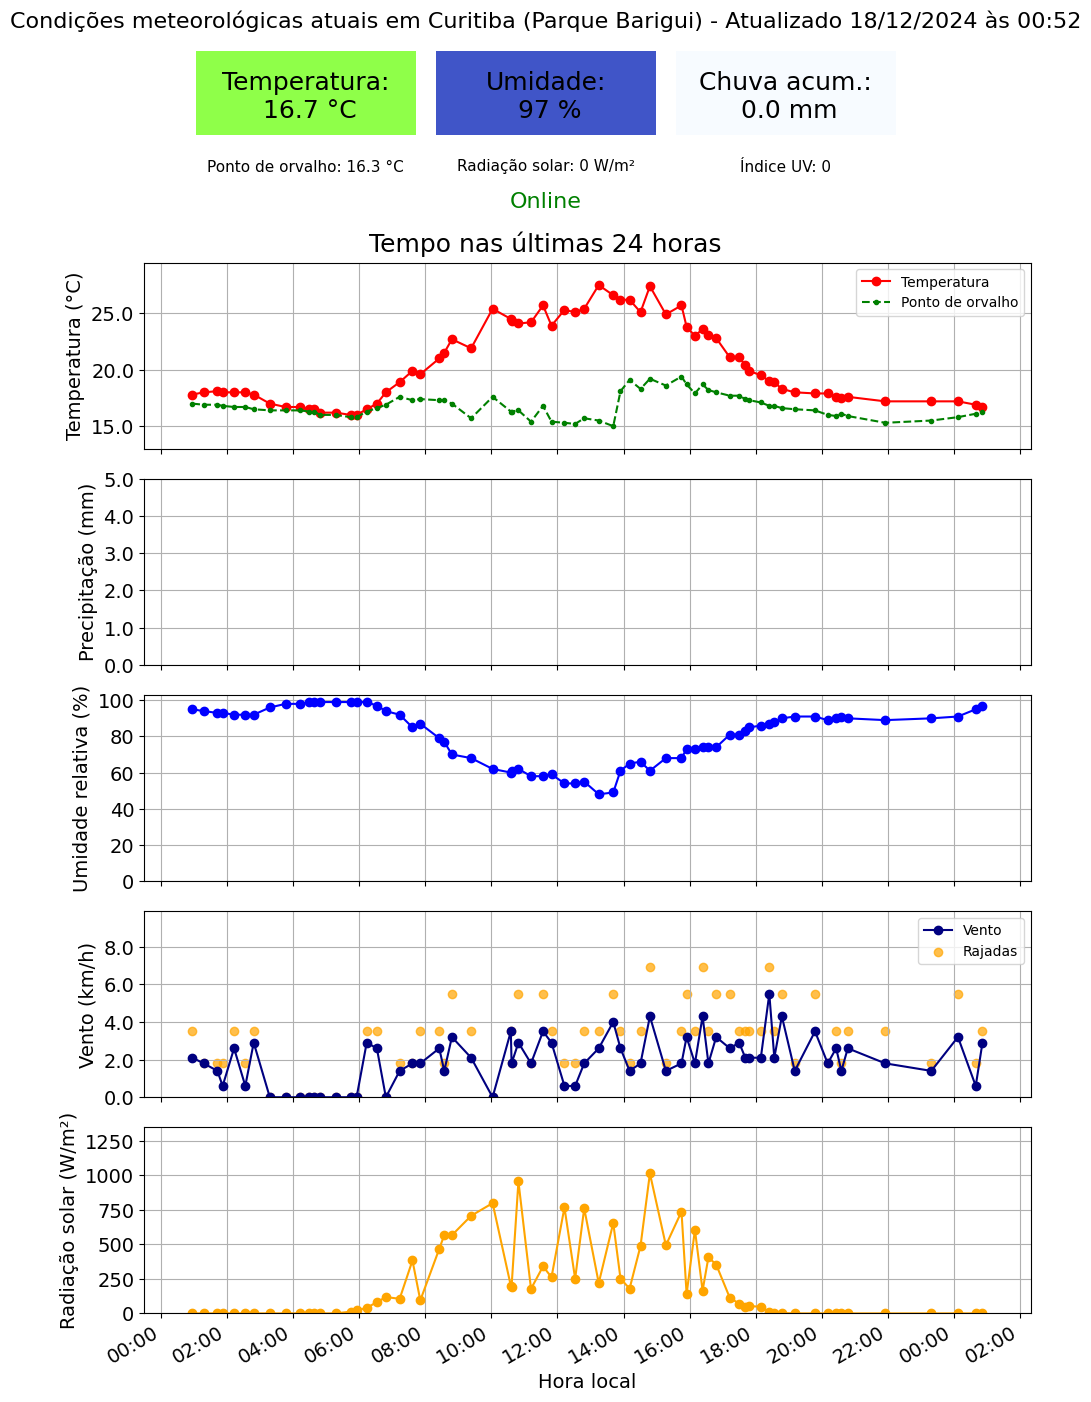 Condições meteorológicas atuais em Curitiba (Parque Barigui) - Atualizado 18/12/2024 às 00:52
Temperatura:
16.7 °C
Umidade:
97 %
Chuva acum.:
0.0 mm
Ponto de orvalho: 16.3 °C
Radiação solar: 0 W/m²
Índice UV: 0
Online
Tempo nas últimas 24 horas
Temperatura (°C)
25.0
20.0
15.0
Temperatura
Ponto de orvalho
Precipitação (mm)
5.0
4.0
3.0
2.0
1.0
0.0
Umidade relativa (%)
100
80
60
40
20
0
Vento (km/h)
8.0
6.0
4.0
2.0
0.0
Vento
Rajadas
Radiação solar (W/m²)
1250
1000
750
500
250
0
00:00 02:00 04:00 06:00 08:00 10:00 12:00 14:00 16:00 18:00 20:00 22:00 00:00 02:00
Hora local